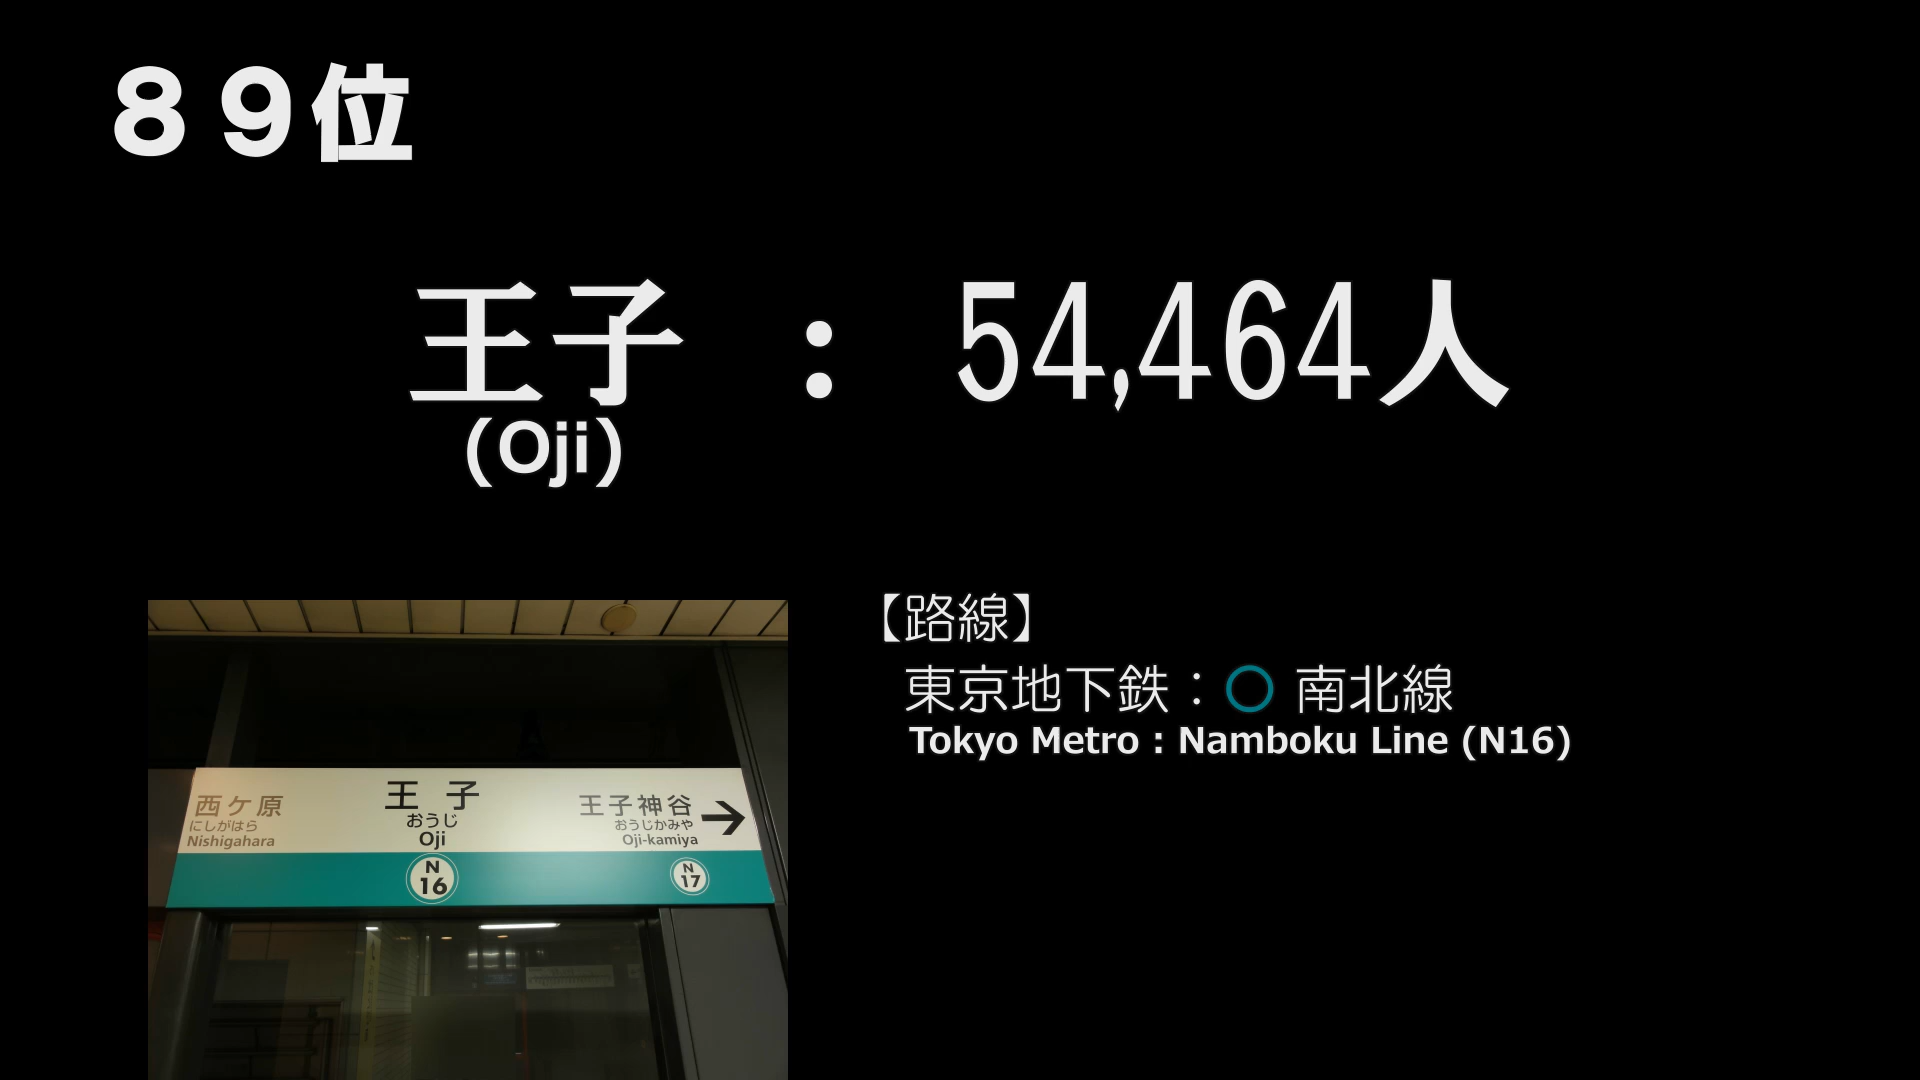 ８９位
王子 ： 54,464人
(Oji)
【路線】
東京地下鉄：〇 南北線
Tokyo Metro : Namboku Line (N16)
西ケ原
にしがはら
Nishigahara
王 子
おうじ
Oji
N
16
王子神谷
おうじかみや
Oji-kamiya
→
N
17